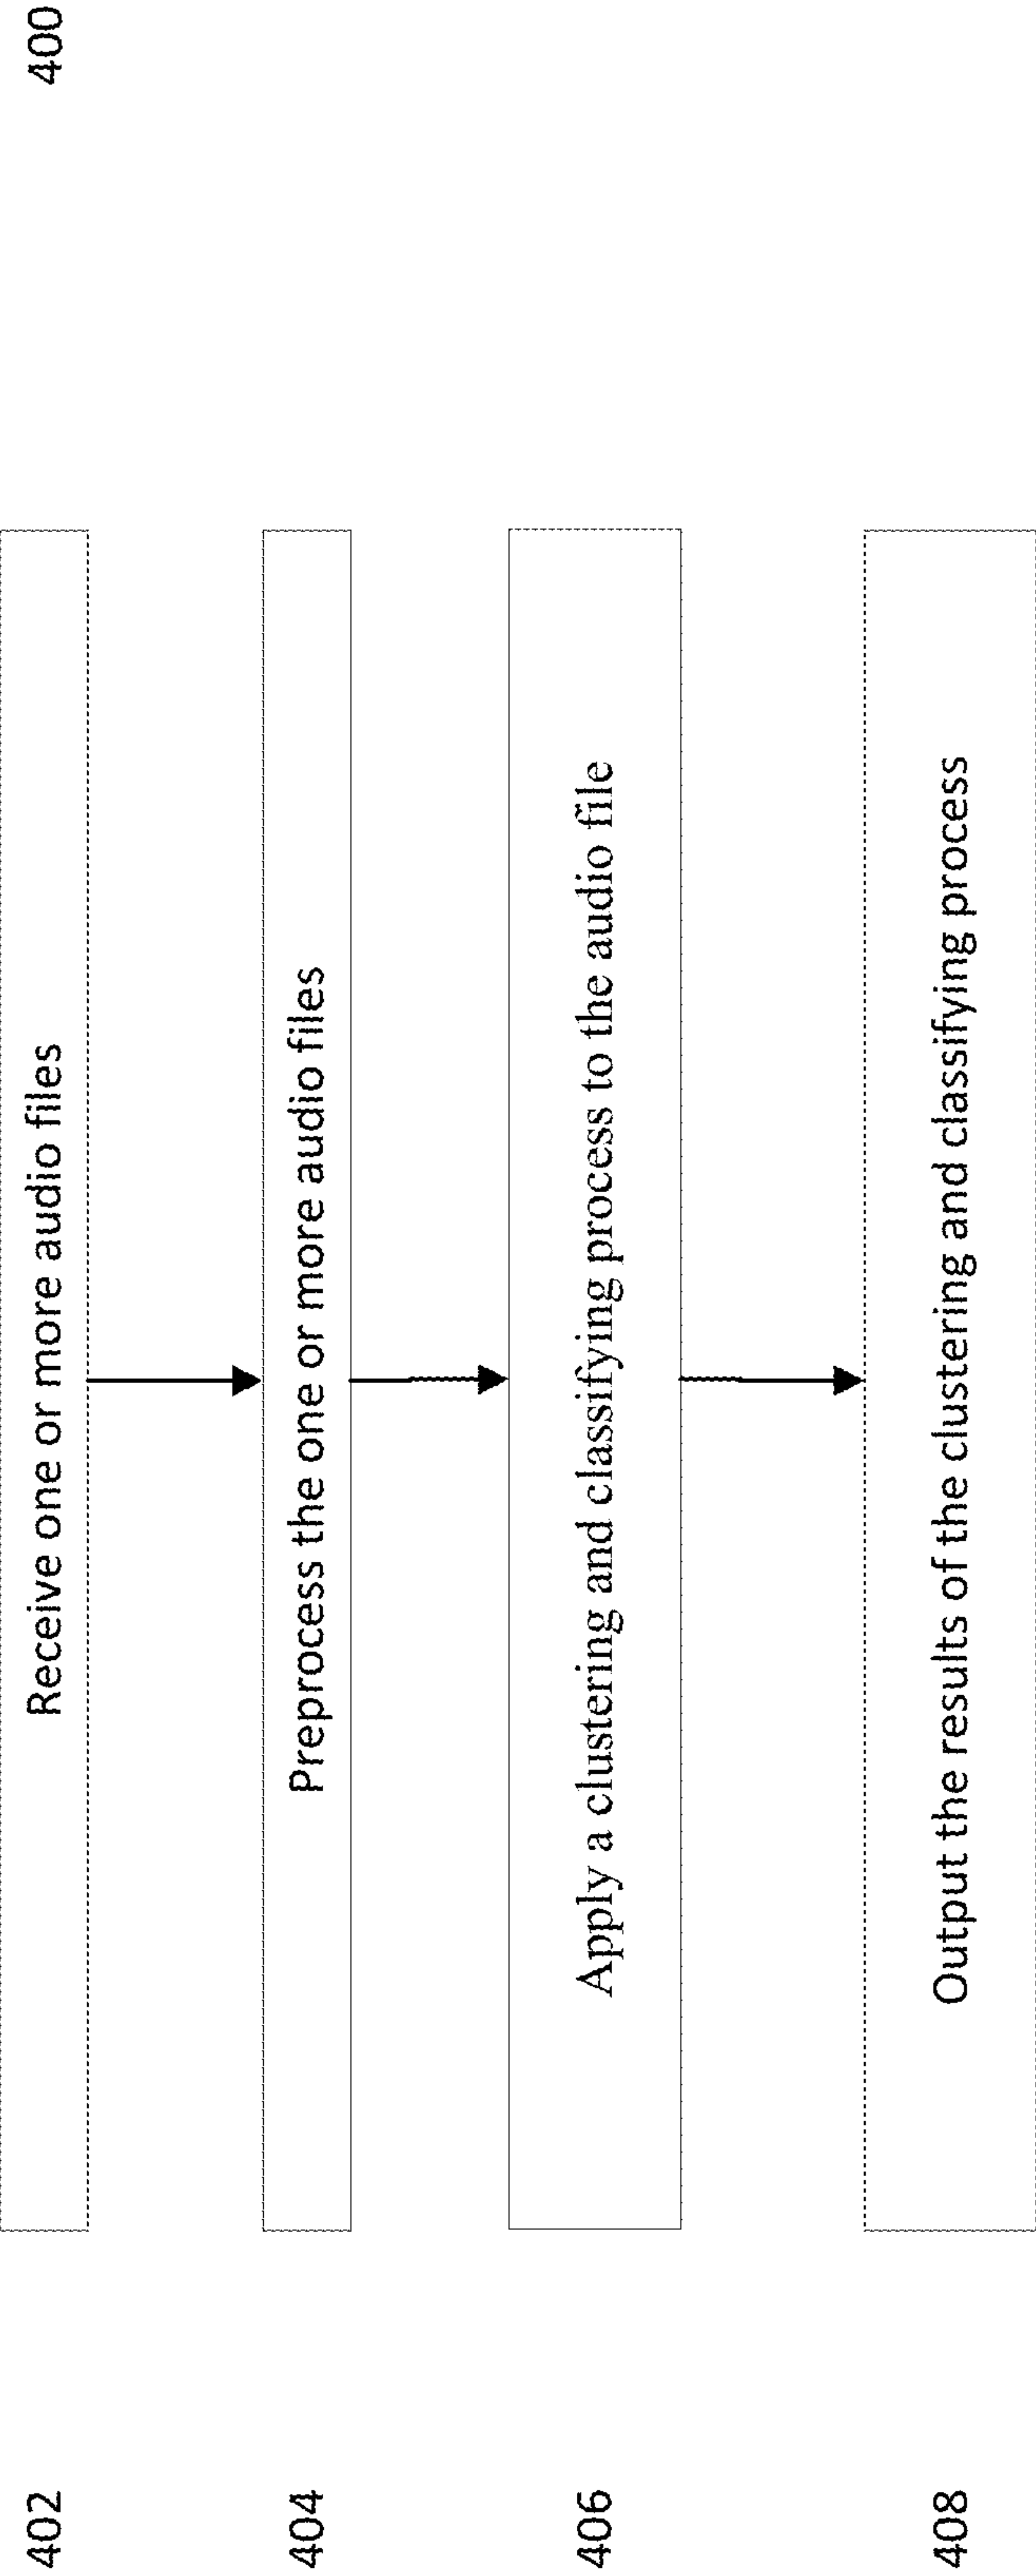 400
402
Receive one or more audio files
404
Preprocess the one or more audio files
406
Apply a clustering and classifying process to the audio file
408
Output the results of the clustering and classifying process